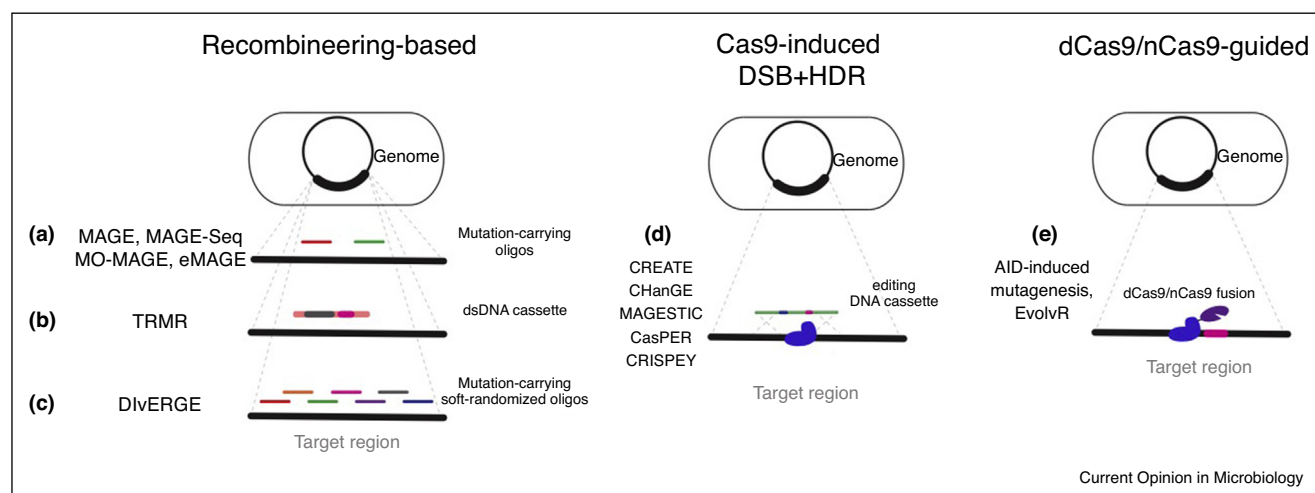 Recombineering-based
Genome
(a)
MAGE, MAGE-Seq
MO-MAGE, eMAGE
Mutation-carrying
oligos
(b)
TRMR
dsDNA cassette
(c)
DIvERGE
Mutation-carrying
soft-randomized oligos
Target region
Cas9-induced
DSB+HDR
Genome
(d)
CREATE
CHanGE
MAGESTIC
CasPER
CRISPEY
editing
DNA cassette
Target region
dCas9/nCas9-guided
Genome
(e)
AID-induced
mutagenesis,
EvolvR
dCas9/nCas9 fusion
Target region
Current Opinion in Microbiology